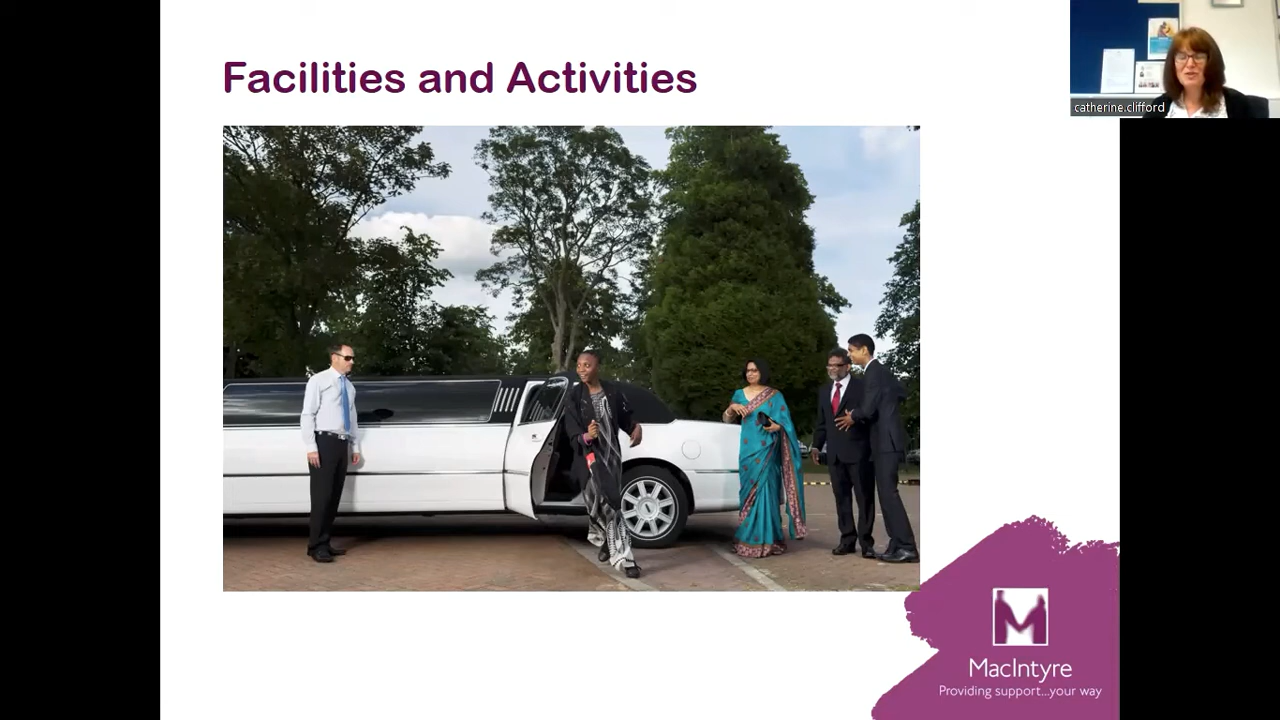 Facilities and Activities
catherine.clifford
MacIntyre
Providing support...your way